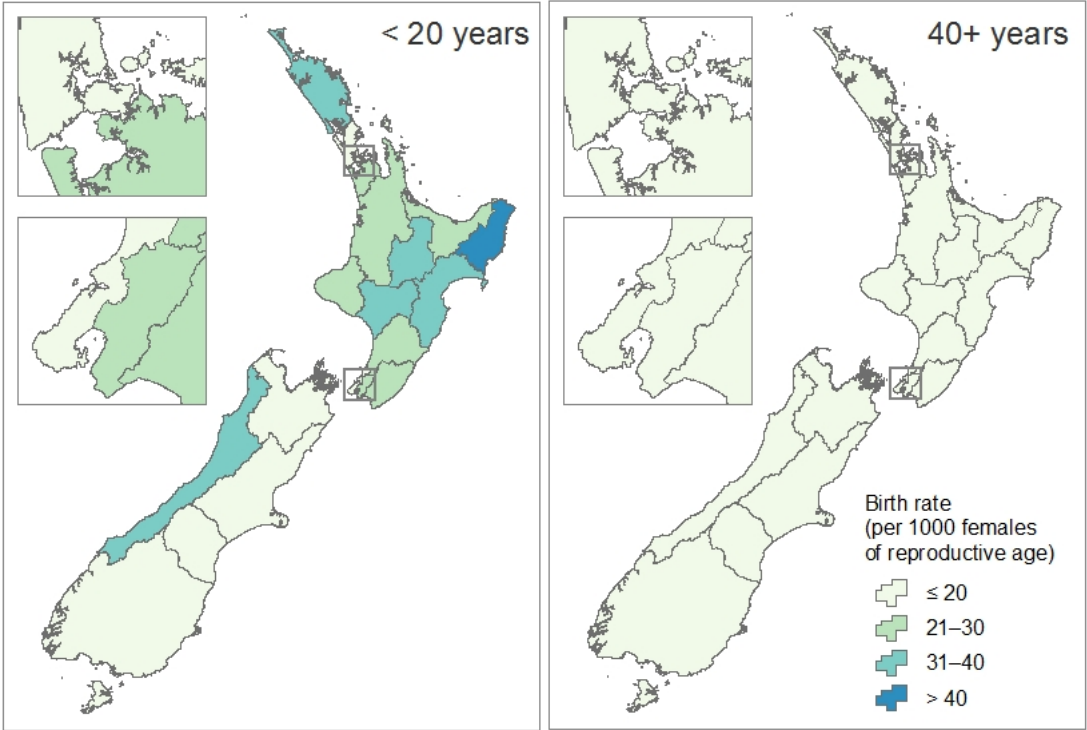 < 20 years
40+ years
Birth rate
(per 1000 females
of reproductive age)
≤ 20
21–30
31–40
> 40